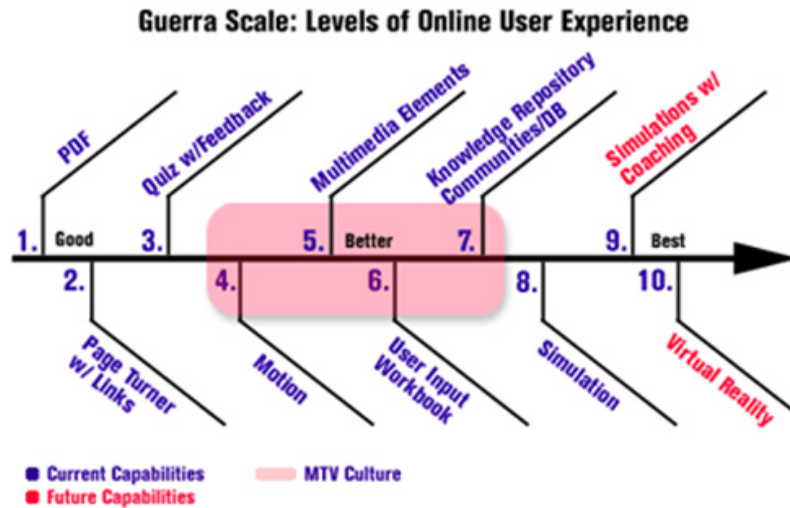 Guerra Scale: Levels of Online User Experience
PDF
Quiz w/Feedback
Multimedia Elements
Knowledge Repository
Communities/DB
Simulations w/
Coaching
1. Good 3. 5. Better 7. 9. Best
2. 4. 6. 8. 10.
Page Turner
w/ Links
Motion
User Input
Workbook
Simulation
Virtual Reality
Current Capabilities
MTV Culture
Future Capabilities